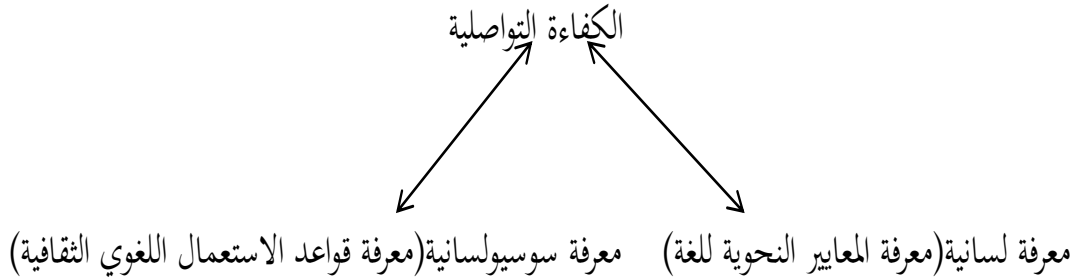 الكفاءة التواصلية
معرفة لسانية(معرفة المعايير النحوية للغة) معرفة سوسيولسانية(معرفة قواعد الاستعمال اللغوي الثقافية)